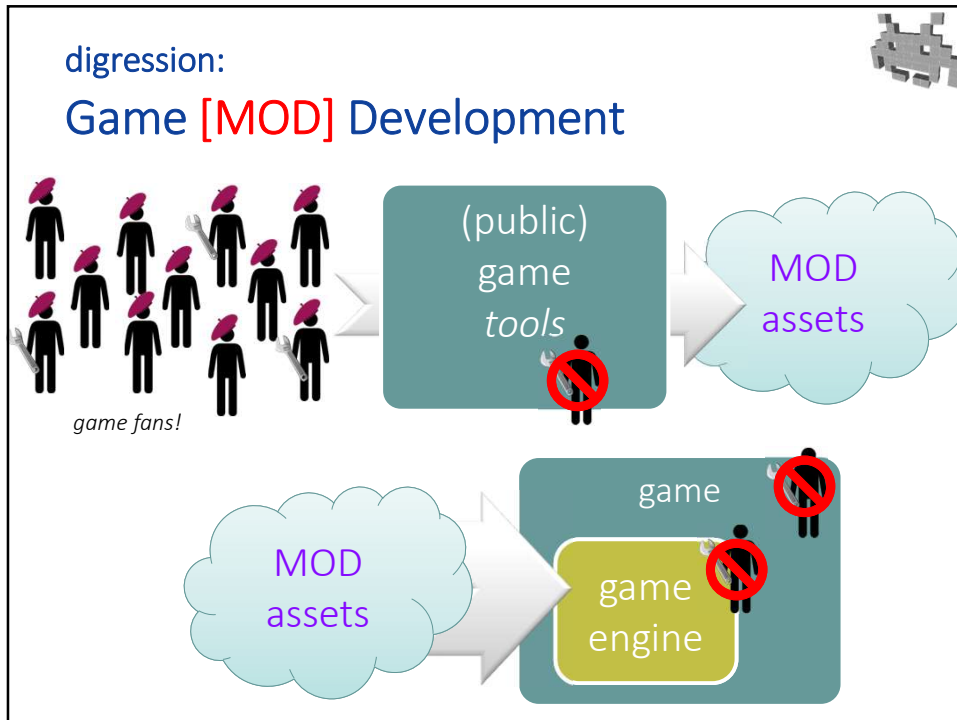 digression:
Game [MOD] Development
(public)
game
tools
MOD
assets
game fans!
game
MOD
assets
game
engine